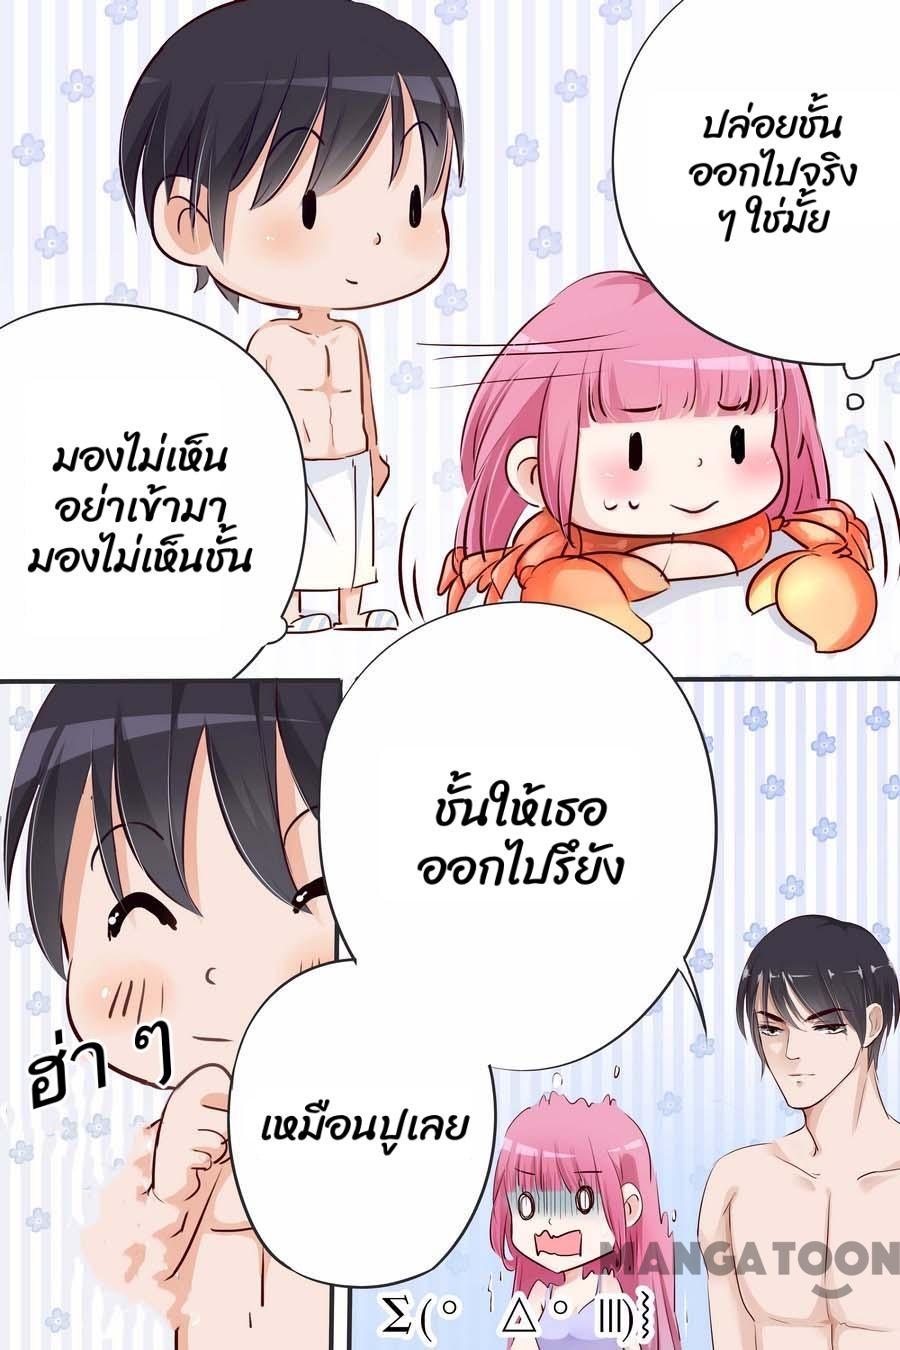 ปล่อยชั้น
ออกไปจริง
ๆ ใช่มั้ย
มองไม่เห็น
อย่าเข้ามา
มองไม่เห็นชั้น
ชั้นให้เธอ
ออกไปรึยัง
ฮ่า ๆ
เหมือนปูเลย
MANGATOON
Σ(° △°|||)